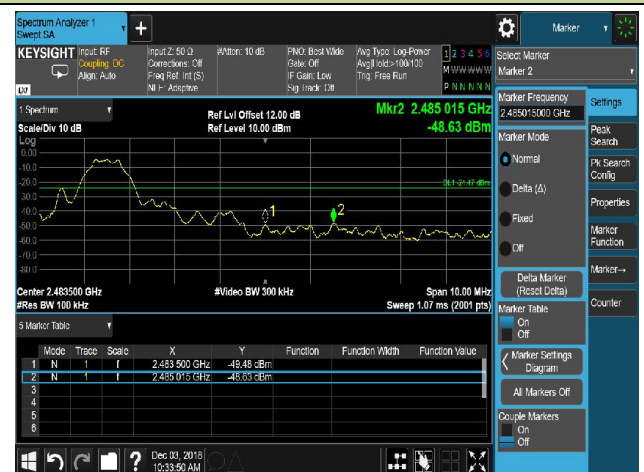 Spectrum Analyzer 1
Swept SA
+
Marker
KEYSIGHT
Input: RF
Coupling: DC
Align: Auto
Input Z: 50 Ω
Corrections: Off
Freq Ref: Int (S)
NFE: Adaptive
#Atten: 10 dB
PNO: Best Wide
Gate: Off
IF Gain: Low
Sig Track: Off
Avg Type: Log-Power
Avg|Hold:>100/100
Trig: Free Run
1 2 3 4 5 6
M W W W W W
P N N N N N
Select Marker
Marker 2
1 Spectrum
Scale/Div 10 dB
Log
Ref Lvl Offset 12.00 dB
Ref Level 10.00 dBm
Mkr2 2.485 015 GHz
-48.63 dBm
0.00
-10.0
-20.0
-30.0
-40.0
-50.0
-60.0
-70.0
-80.0
DL1 -24.47 dBm
1
2
Center 2.483500 GHz
#Res BW 100 kHz
#Video BW 300 kHz
Span 10.00 MHz
Sweep 1.07 ms (2001 pts)
5 Marker Table
Mode Trace Scale X Y Function Function Width Function Value
1 N 1 f 2.483 500 GHz -49.48 dBm
2 N 1 f 2.485 015 GHz -48.63 dBm
3
4
5
6
Marker Frequency
2.485015000 GHz
Marker Mode
Normal
Delta (Δ)
Fixed
Off
Delta Marker
(Reset Delta)
Marker Table
On
Off
Marker Settings
Diagram
All Markers Off
Couple Markers
On
Off
Settings
Peak
Search
Pk Search
Config
Properties
Marker
Function
Marker→
Counter
?
Dec 03, 2018
10:33:50 AM